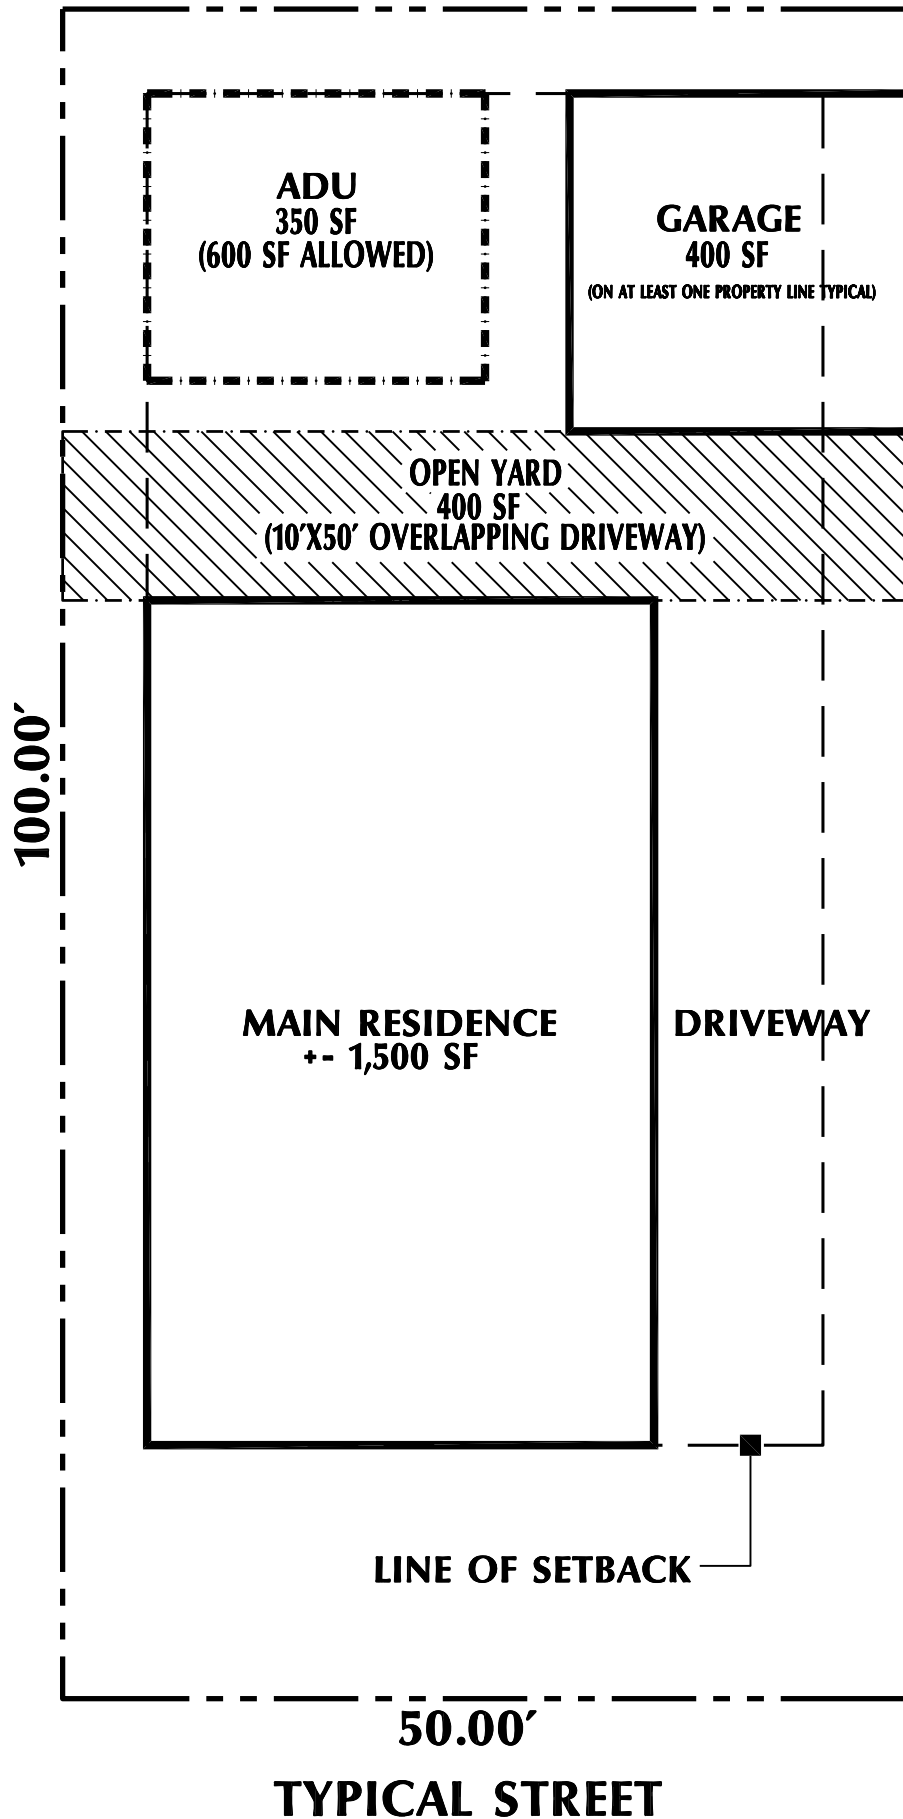 ADU
350 SF
(600 SF ALLOWED)
GARAGE
400 SF
(ON AT LEAST ONE PROPERTY LINE TYPICAL)
OPEN YARD
400 SF
(10'X50' OVERLAPPING DRIVEWAY)
100.00'
MAIN RESIDENCE
+- 1,500 SF
DRIVEWAY
LINE OF SETBACK
50.00'
TYPICAL STREET